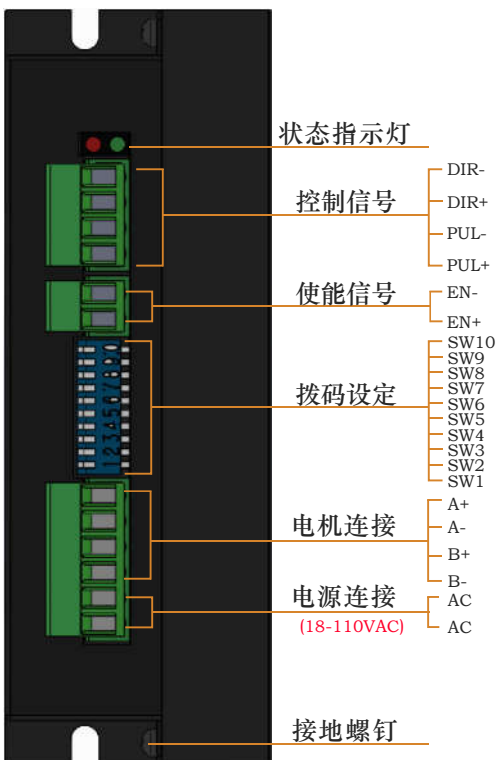 状态指示灯
控制信号
DIR-
DIR+
PUL-
PUL+
使能信号
EN-
EN+
拨码设定
SW10
SW9
SW8
SW7
SW6
SW5
SW4
SW3
SW2
SW1
1234567890
电机连接
A+
A-
B+
B-
电源连接
(18-110VAC)
AC
AC
接地螺钉